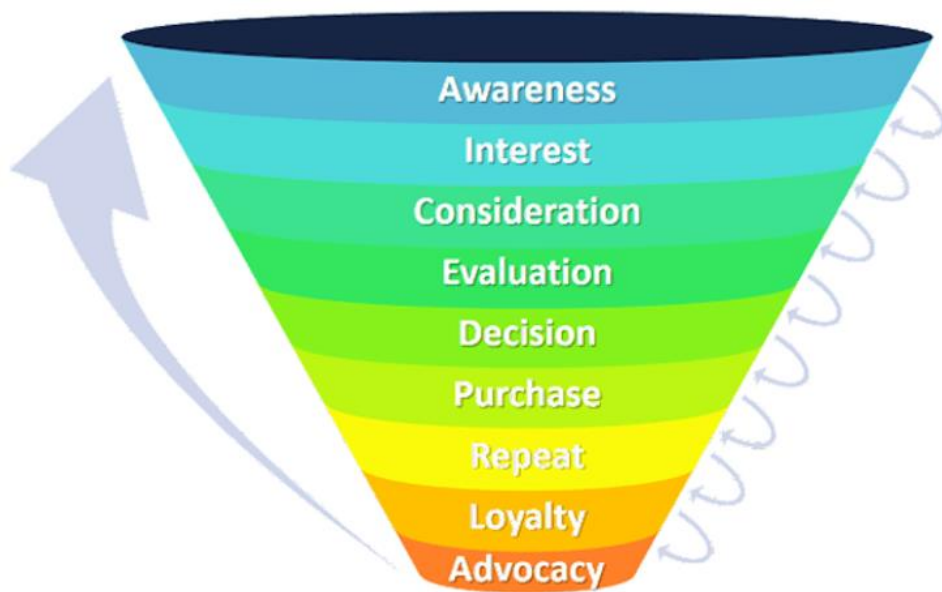 Awareness
Interest
Consideration
Evaluation
Decision
Purchase
Repeat
Loyalty
Advocacy